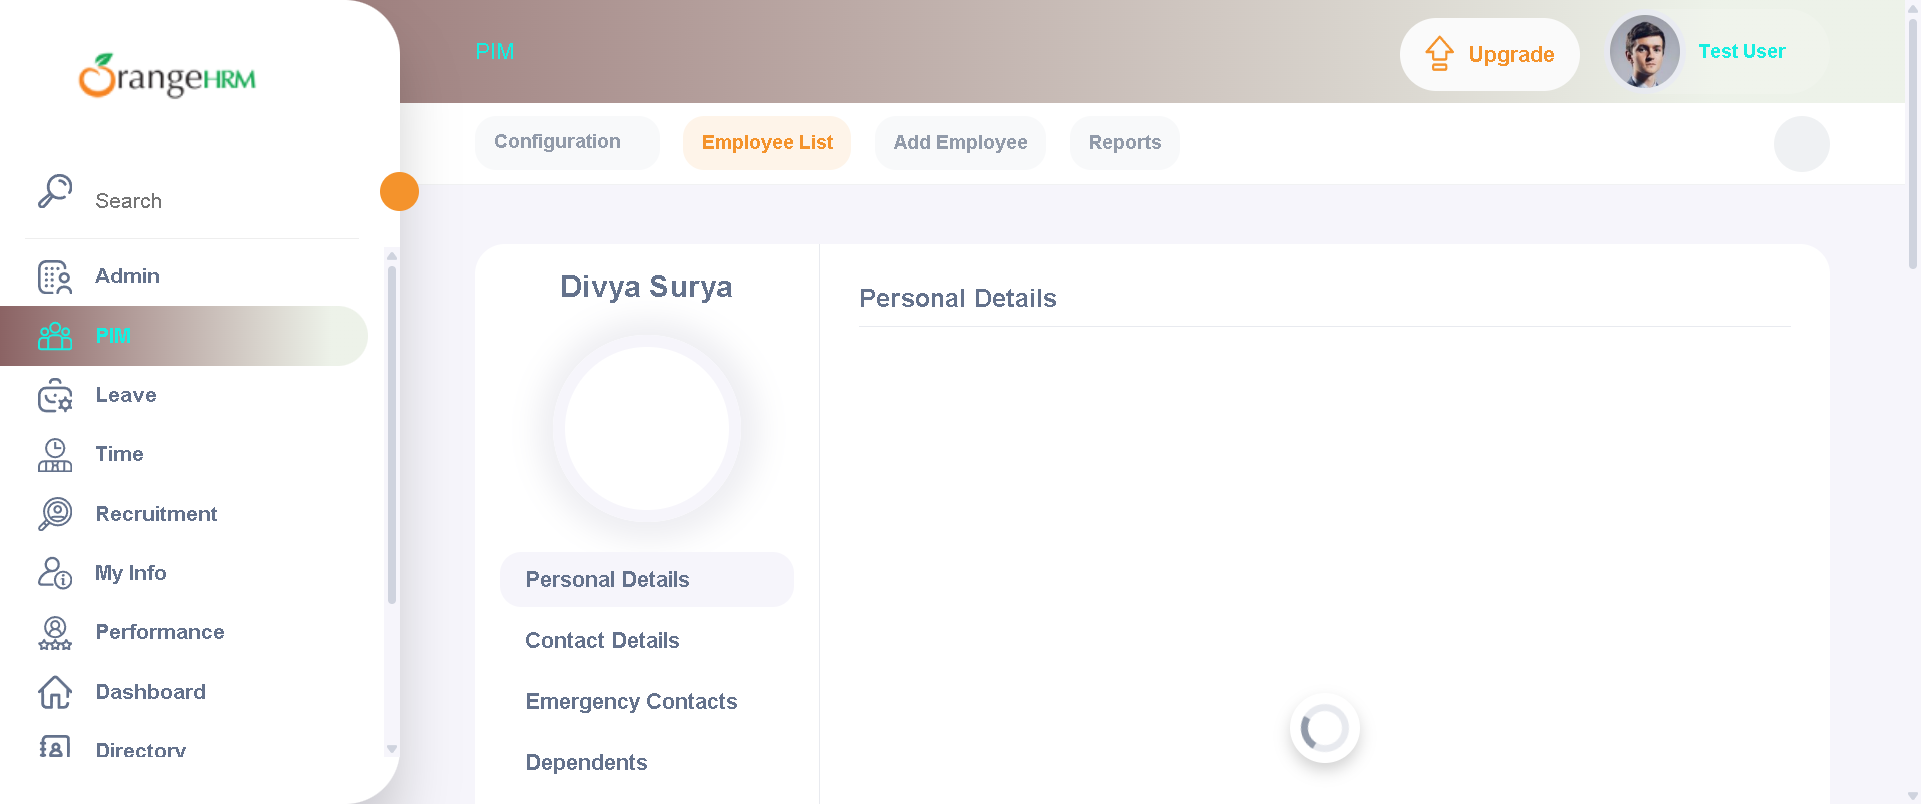 OrangeHRM
PIM
Upgrade
Test User
Configuration
Employee List
Add Employee
Reports
Search
Admin
PIM
Leave
Time
Recruitment
My Info
Performance
Dashboard
Directory
Divya Surya
Personal Details
Contact Details
Emergency Contacts
Dependents
Personal Details